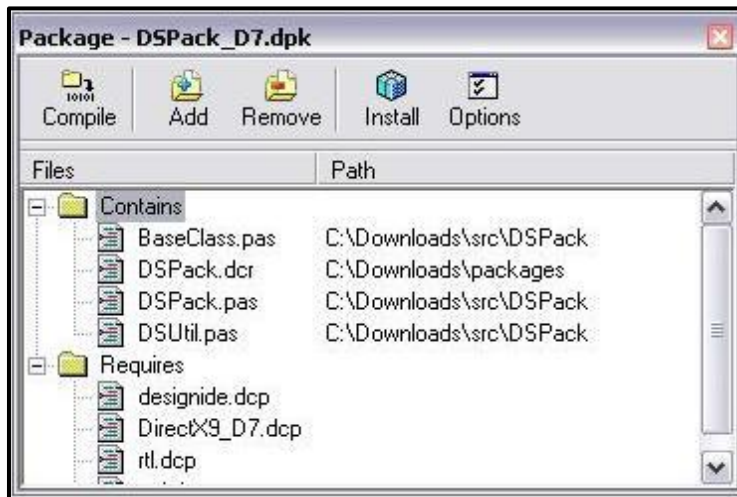 Package - DSPack_D7.dpk
Compile Add Remove Install Options
Files Path
Contains
BaseClass.pas C:\Downloads\src\DSPack
DSPack.dcr C:\Downloads\packages
DSPack.pas C:\Downloads\src\DSPack
DSUtil.pas C:\Downloads\src\DSPack
Requires
designide.dcp
DirectX9_D7.dcp
rtl.dcp